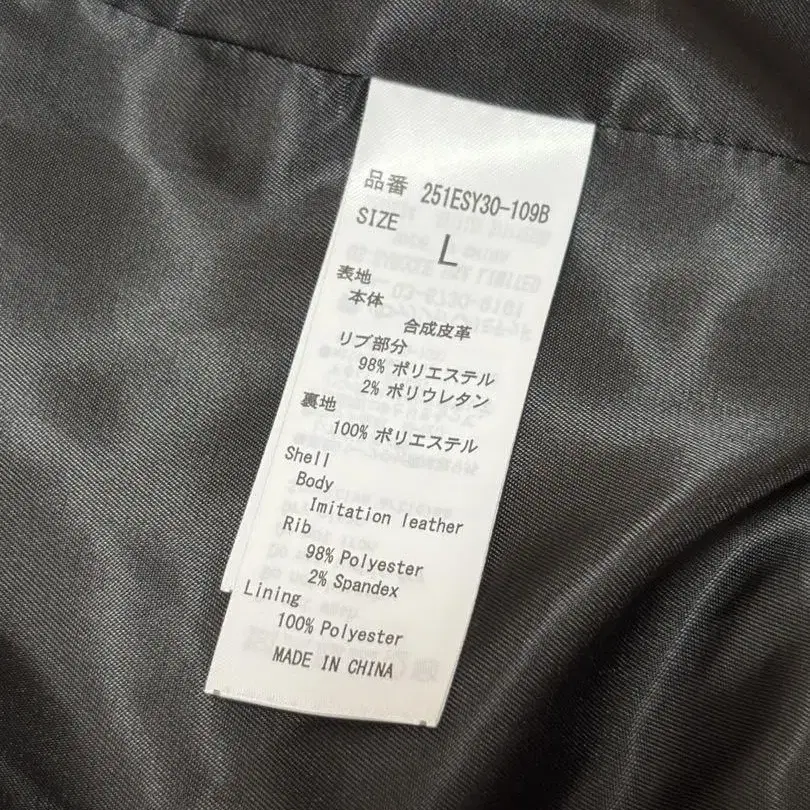 品番 251ESY30-109B
SIZE
L
表地
本体
合成皮革
リブ部分
98% ポリエステル
2% ポリウレタン
裏地
100% ポリエステル
Shell
Body
Imitation leather
Rib
98% Polyester
2% Spandex
Lining
100% Polyester
MADE IN CHINA